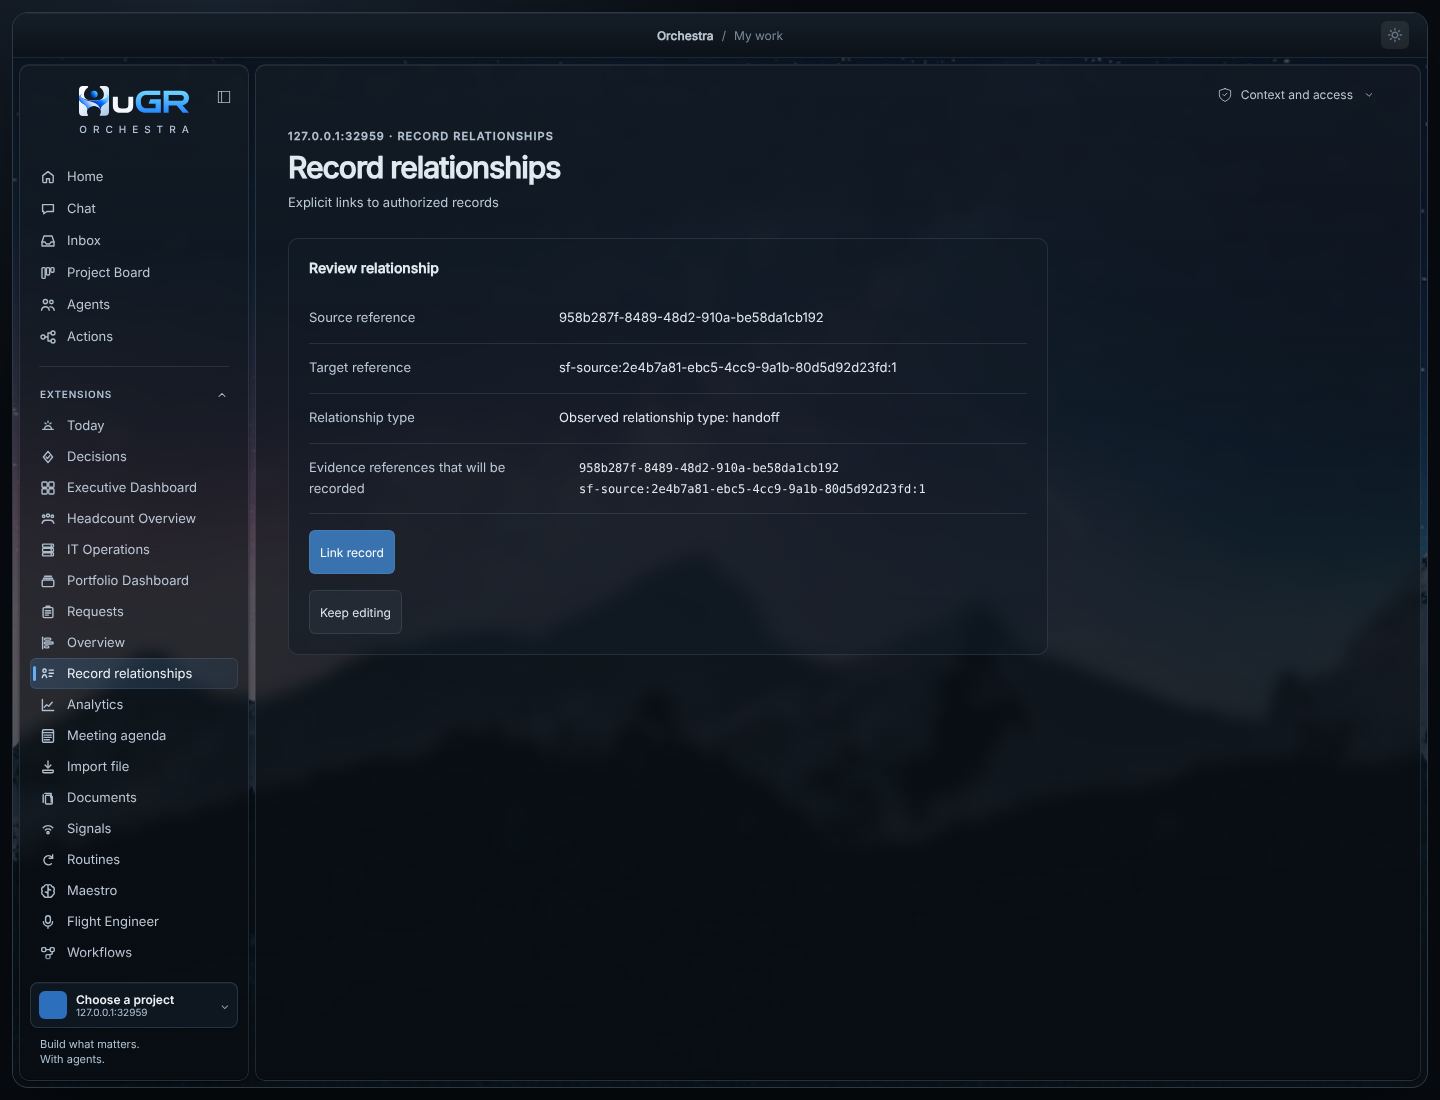 Orchestra / My work
HuGR
ORCHESTRA
Home
Chat
Inbox
Project Board
Agents
Actions
EXTENSIONS
Today
Decisions
Executive Dashboard
Headcount Overview
IT Operations
Portfolio Dashboard
Requests
Overview
Record relationships
Analytics
Meeting agenda
Import file
Documents
Signals
Routines
Maestro
Flight Engineer
Workflows
Choose a project
127.0.0.1:32959
Build what matters.
With agents.
Context and access
127.0.0.1:32959 · RECORD RELATIONSHIPS
Record relationships
Explicit links to authorized records
Review relationship
Source reference 958b287f-8489-48d2-910a-be58da1cb192
Target reference sf-source:2e4b7a81-ebc5-4cc9-9a1b-80d5d92d23fd:1
Relationship type Observed relationship type: handoff
Evidence references that will be 958b287f-8489-48d2-910a-be58da1cb192
recorded sf-source:2e4b7a81-ebc5-4cc9-9a1b-80d5d92d23fd:1
Link record
Keep editing